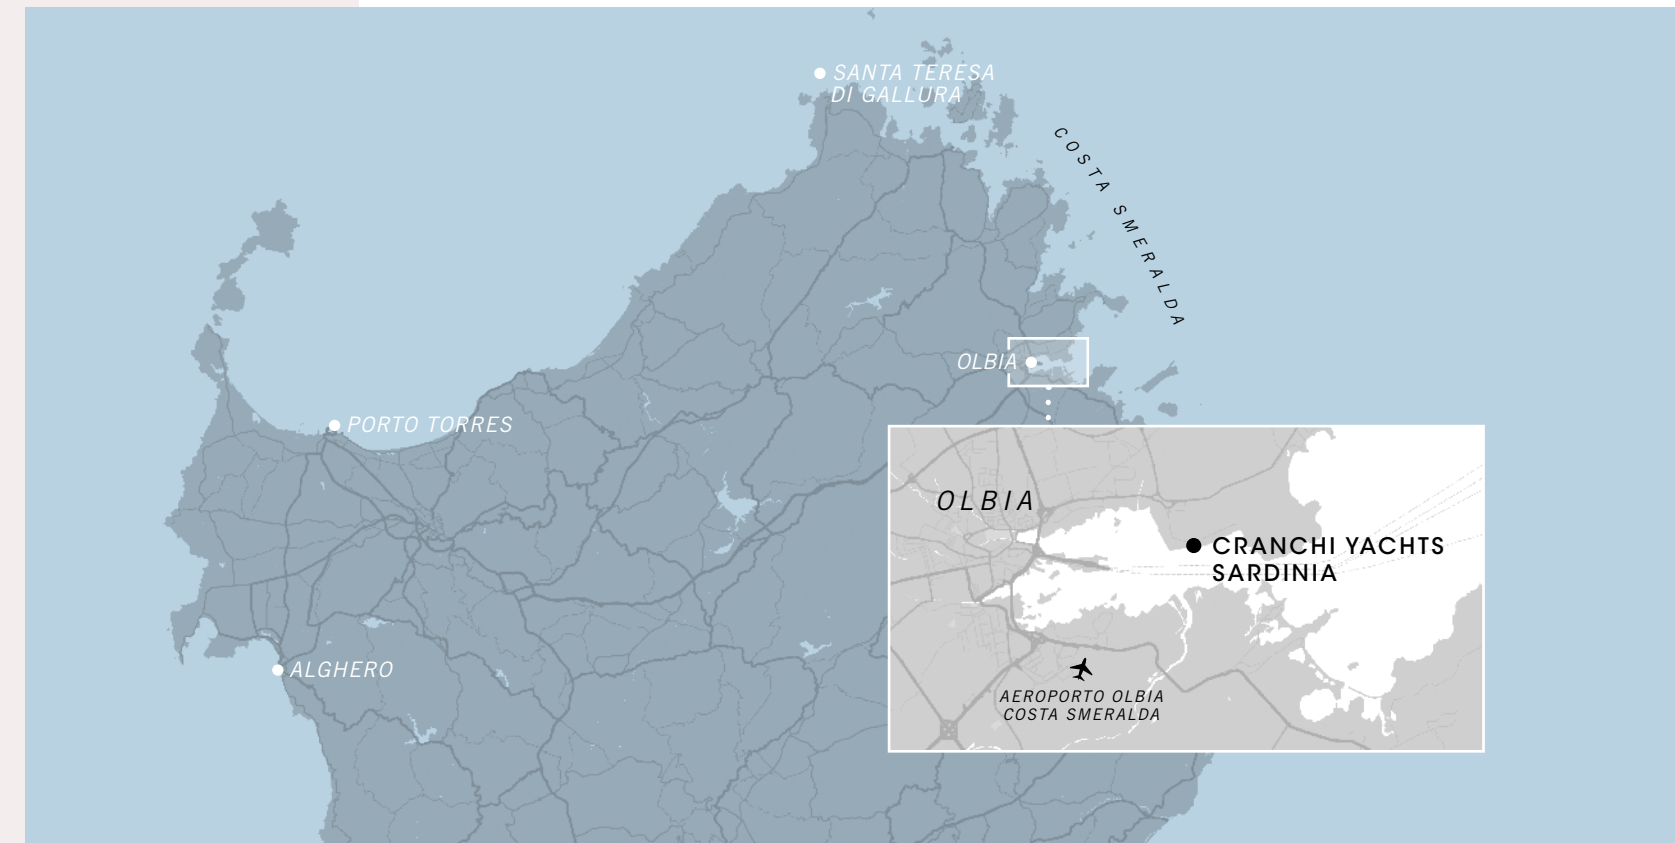 SANTA TERESA
DI GALLURA
COSTA SMERALDA
OLBIA
PORTO TORRES
OLBIA
CRANCHI YACHTS
SARDINIA
ALGHERO
AEROPORTO OLBIA
COSTA SMERALDA